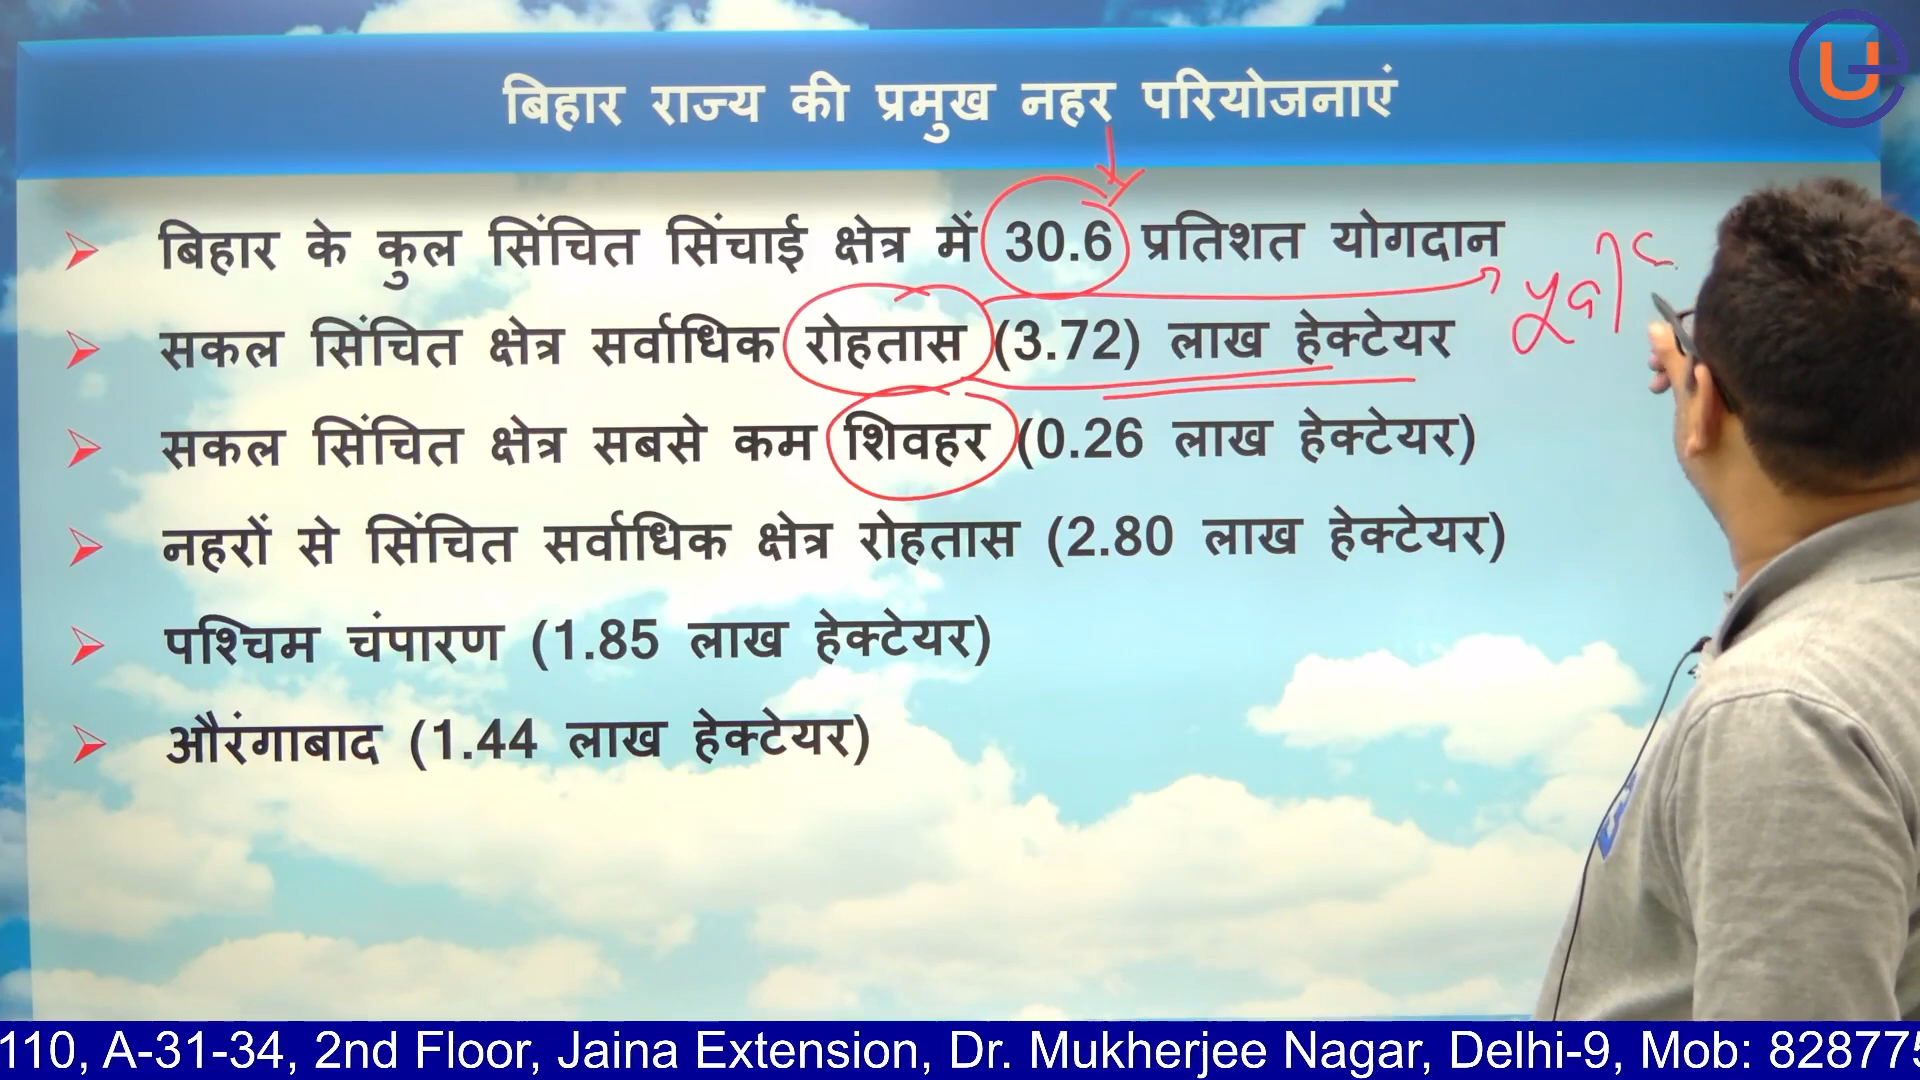 बिहार राज्य की प्रमुख नहर परियोजनाएं
बिहार के कुल सिंचित सिंचाई क्षेत्र में 30.6 प्रतिशत योगदान
सकल सिंचित क्षेत्र सर्वाधिक रोहतास (3.72) लाख हेक्टेयर
सकल सिंचित क्षेत्र सबसे कम शिवहर (0.26 लाख हेक्टेयर)
नहरों से सिंचित सर्वाधिक क्षेत्र रोहतास (2.80 लाख हेक्टेयर)
पश्चिम चंपारण (1.85 लाख हेक्टेयर)
औरंगाबाद (1.44 लाख हेक्टेयर)
110, A-31-34, 2nd Floor, Jaina Extension, Dr. Mukherjee Nagar, Delhi-9, Mob: 828775